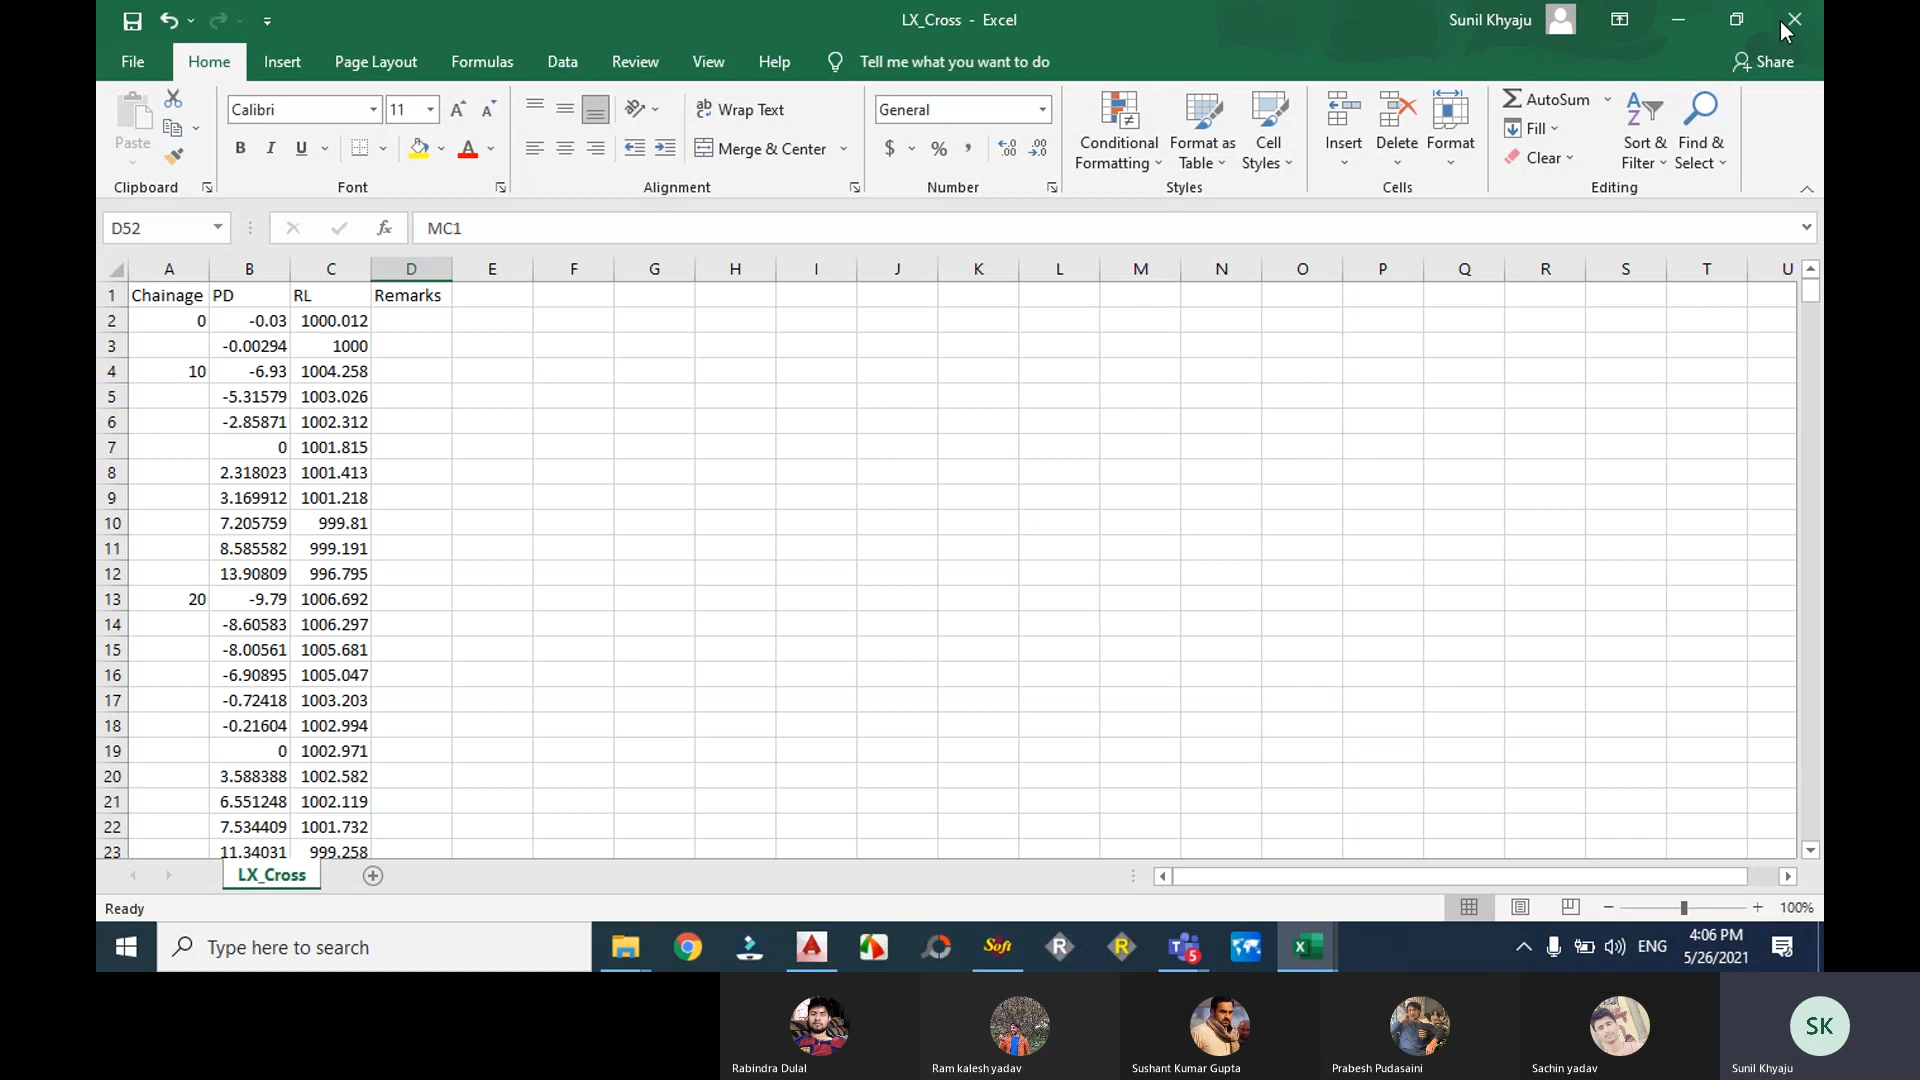 LX_Cross - Excel
Sunil Khyaju
File Home Insert Page Layout Formulas Data Review View Help Tell me what you want to do Share
Paste
Calibri 11
B I U
Wrap Text
Merge & Center
General
$ % ,
Conditional Formatting
Format as Table
Cell Styles
Insert Delete Format
AutoSum
Fill
Clear
Sort & Filter
Find & Select
Clipboard Font Alignment Number Styles Cells Editing
D52 fx MC1
A B C D E F G H I J K L M N O P Q R S T U
1 Chainage PD RL Remarks
2 0 -0.03 1000.012
3 -0.00294 1000
4 10 -6.93 1004.258
5 -5.31579 1003.026
6 -2.85871 1002.312
7 0 1001.815
8 2.318023 1001.413
9 3.169912 1001.218
10 7.205759 999.81
11 8.585582 999.191
12 13.90809 996.795
13 20 -9.79 1006.692
14 -8.60583 1006.297
15 -8.00561 1005.681
16 -6.90895 1005.047
17 -0.72418 1003.203
18 -0.21604 1002.994
19 0 1002.971
20 3.588388 1002.582
21 6.551248 1002.119
22 7.534409 1001.732
23 11.34031 999.258
LX_Cross
Ready
100%
Type here to search
Soft
R
R
5
ENG
4:06 PM
5/26/2021
SK
Rabindra Dulal
Ram kalesh yadav
Sushant Kumar Gupta
Prabesh Pudasaini
Sachin yadav
Sunil Khyaju